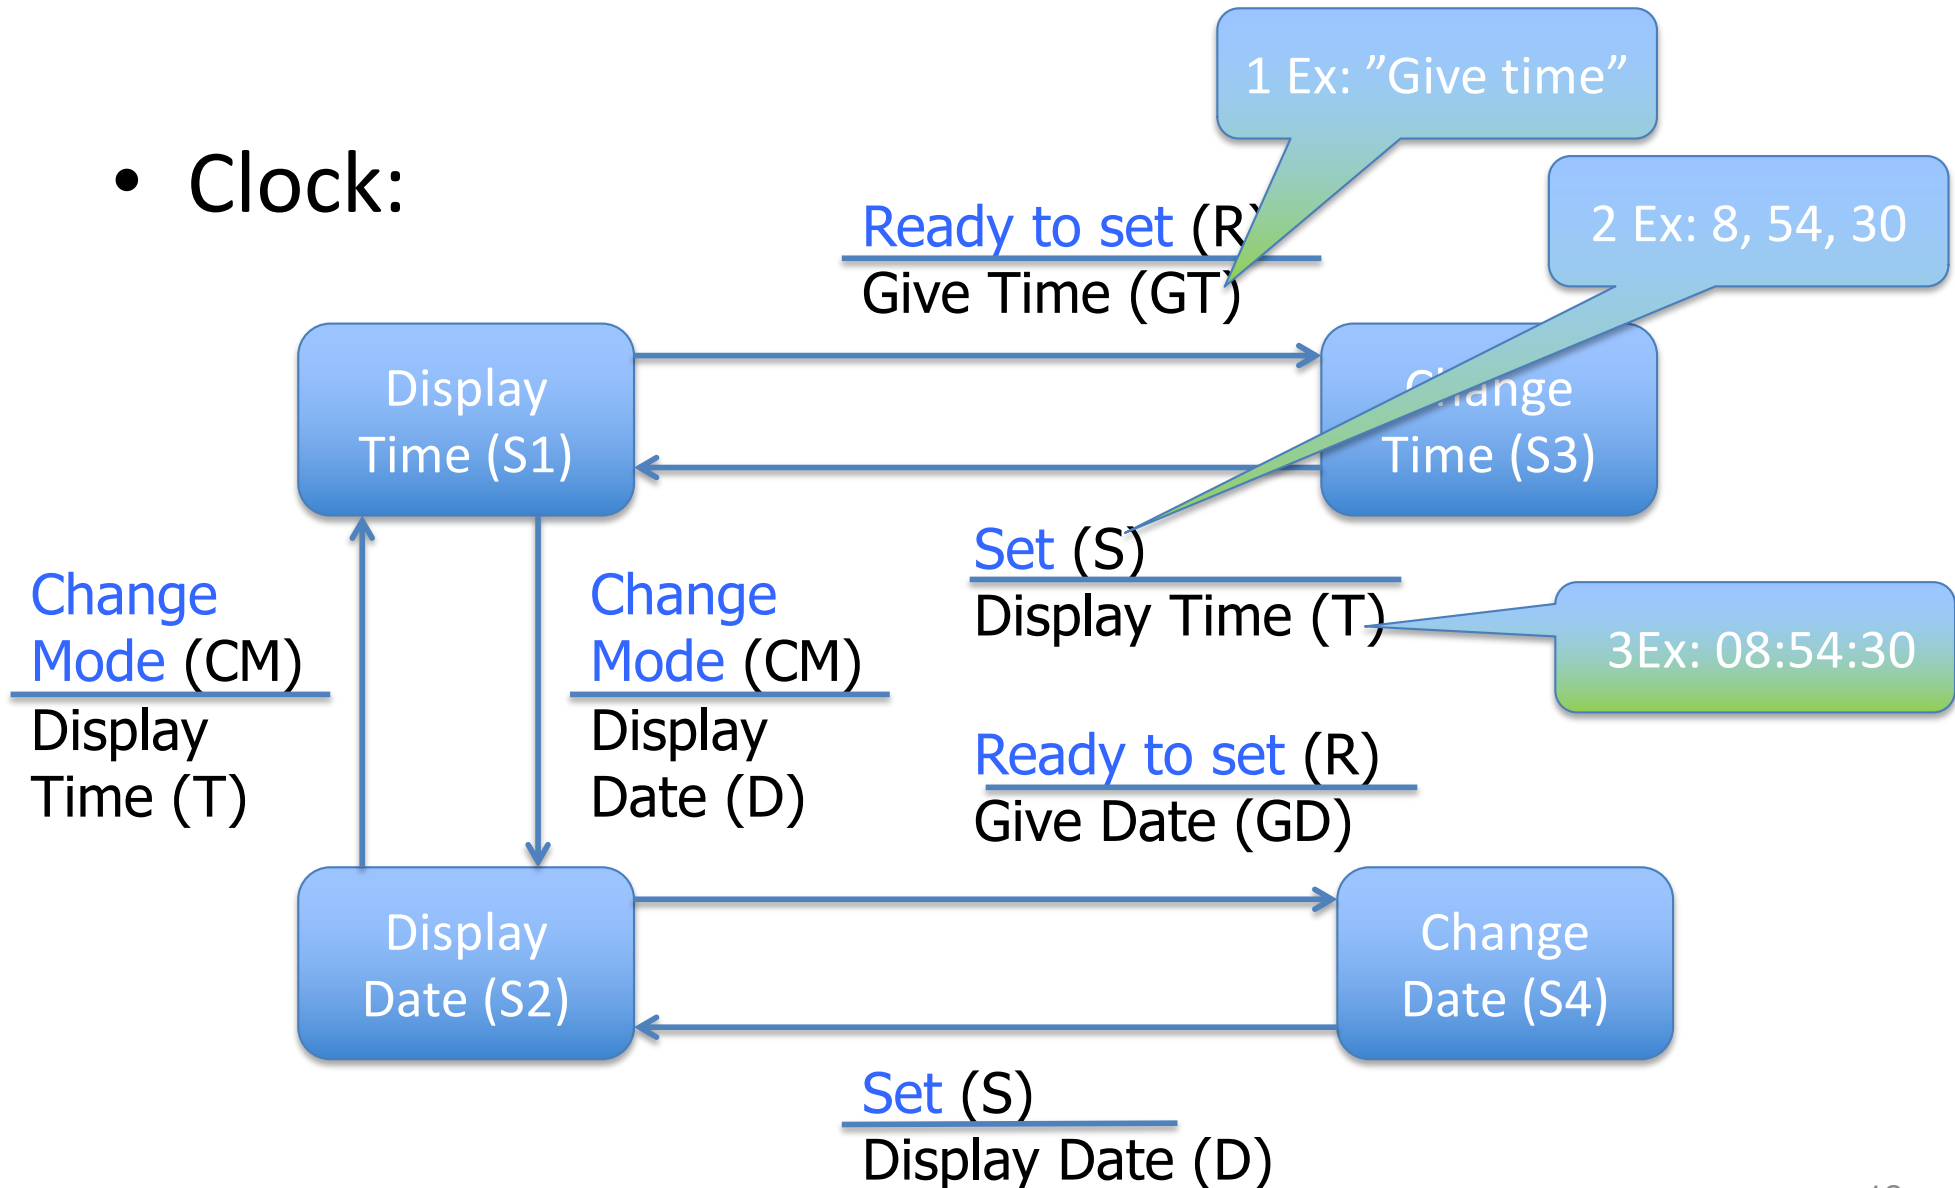 • Clock:
1 Ex: ”Give time”
2 Ex: 8, 54, 30
Ready to set (R)
Give Time (GT)
Display
Time (S1)
Change
Time (S3)
Set (S)
Display Time (T)
3Ex: 08:54:30
Change
Mode (CM)
Display
Time (T)
Change
Mode (CM)
Display
Date (D)
Ready to set (R)
Give Date (GD)
Display
Date (S2)
Change
Date (S4)
Set (S)
Display Date (D)